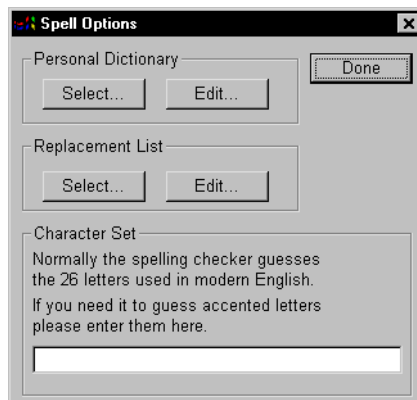 Spell Options
Personal Dictionary
Done
Select... Edit...
Replacement List
Select... Edit...
Character Set
Normally the spelling checker guesses
the 26 letters used in modern English.
If you need it to guess accented letters
please enter them here.